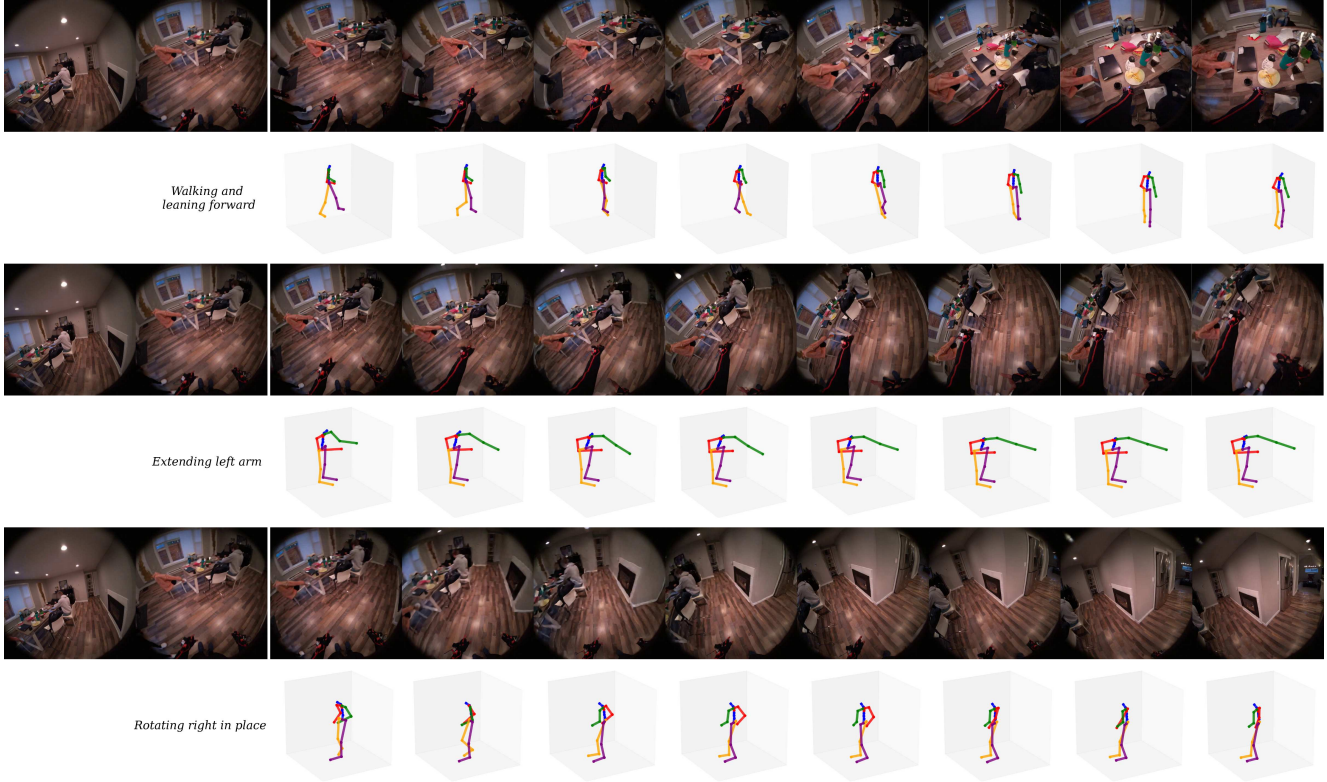 Walking and
leaning forward
Extending left arm
Rotating right in place